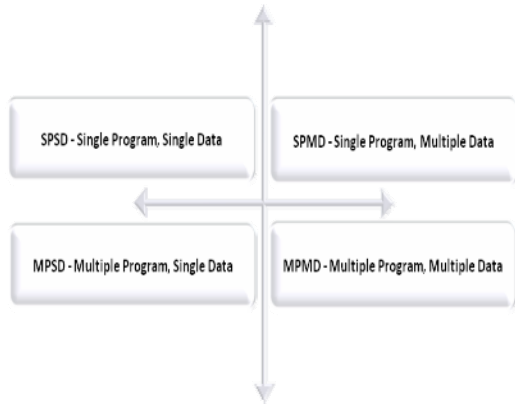 SPSD - Single Program, Single Data
SPMD - Single Program, Multiple Data
MPSD - Multiple Program, Single Data
MPMD - Multiple Program, Multiple Data